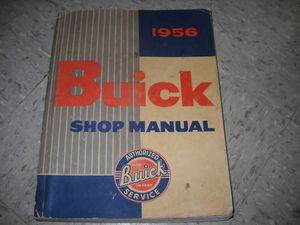 1956
Buick
SHOP MANUAL
AUTHORIZED
Buick
SERVICE